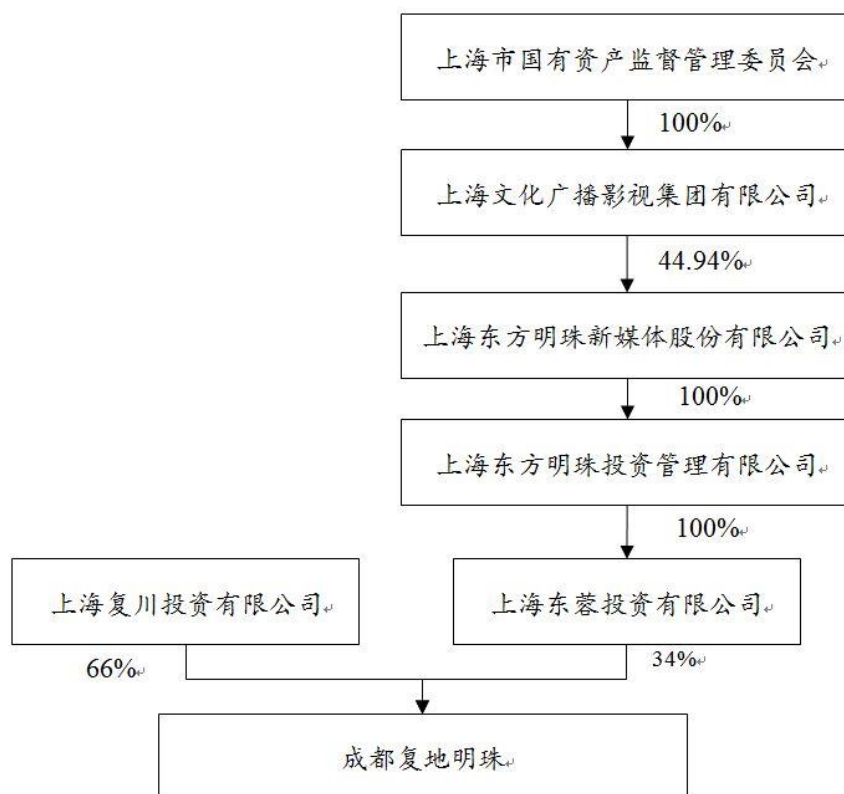 上海市国有资产监督管理委员会
100%
上海文化广播影视集团有限公司
44.94%
上海东方明珠新媒体股份有限公司
100%
上海东方明珠投资管理有限公司
100%
上海复川投资有限公司
上海东蓉投资有限公司
66%
34%
成都复地明珠